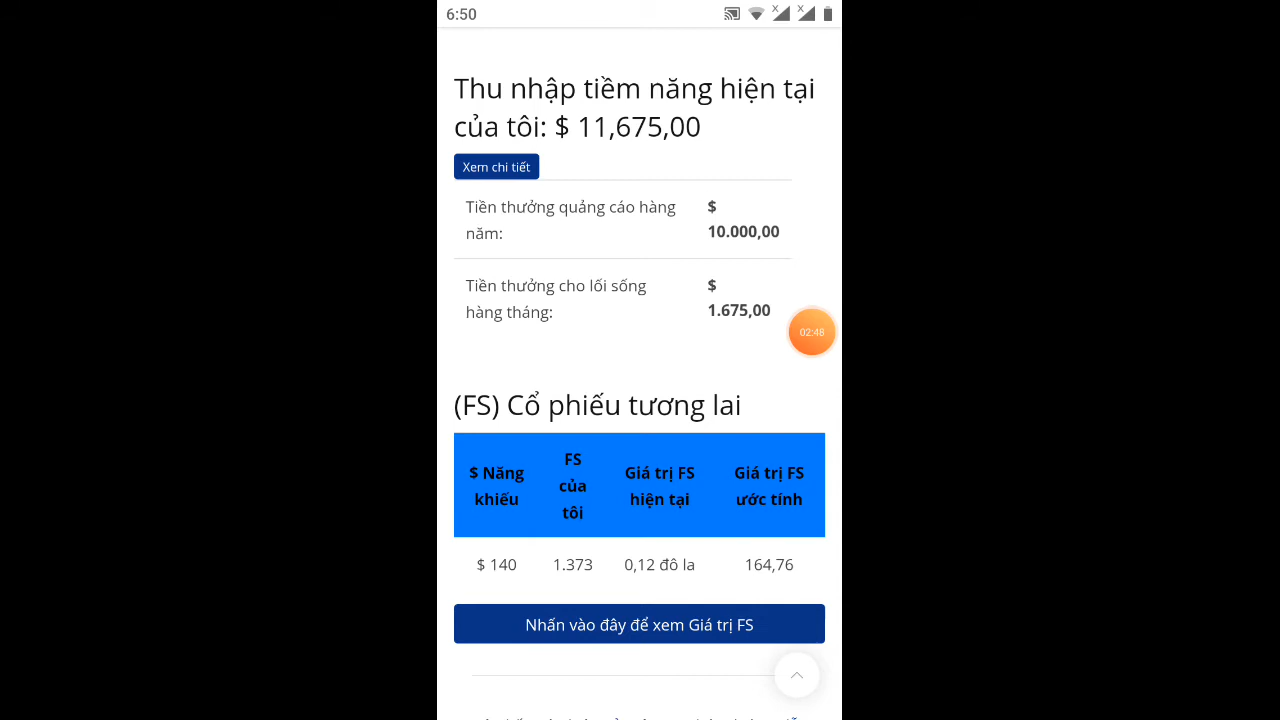 6:50
Thu nhập tiềm năng hiện tại
của tôi: $ 11,675,00
Xem chi tiết
Tiền thưởng quảng cáo hàng
năm:
$
10.000,00
Tiền thưởng cho lối sống
hàng tháng:
$
1.675,00
02:48
(FS) Cổ phiếu tương lai
$ Năng
khiếu
FS
của
tôi
Giá trị FS
hiện tại
Giá trị FS
ước tính
$ 140
1.373
0,12 đô la
164,76
Nhấn vào đây để xem Giá trị FS